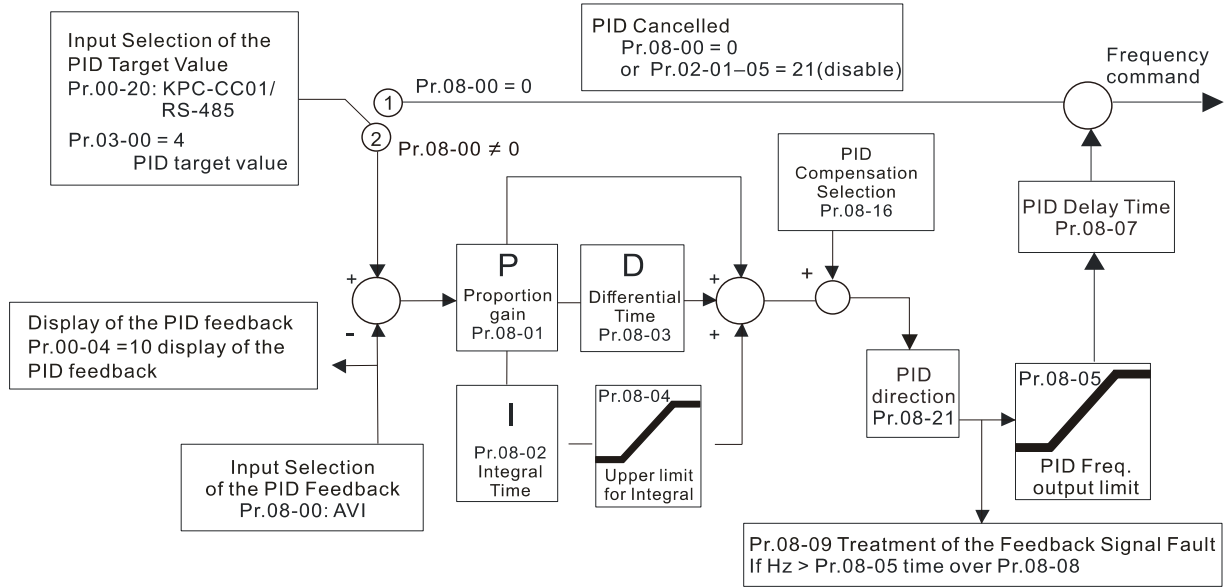 Input Selection of the
PID Target Value
Pr.00-20: KPC-CC01/
RS-485
Pr.03-00 = 4
PID target value
PID Cancelled
Pr.08-00 = 0
or Pr.02-01–05 = 21(disable)
Frequency
command
1
Pr.08-00 = 0
2
Pr.08-00 ≠ 0
PID
Compensation
Selection
Pr.08-16
PID Delay Time
Pr.08-07
+
-
P
Proportion
gain
Pr.08-01
D
Differential
Time
Pr.08-03
+
+
+
Display of the PID feedback
Pr.00-04 =10 display of the
PID feedback
I
Pr.08-02
Integral
Time
Pr.08-04
Upper limit
for Integral
PID
direction
Pr.08-21
Pr.08-05
PID Freq.
output limit
Input Selection
of the PID Feedback
Pr.08-00: AVI
Pr.08-09 Treatment of the Feedback Signal Fault
If Hz > Pr.08-05 time over Pr.08-08